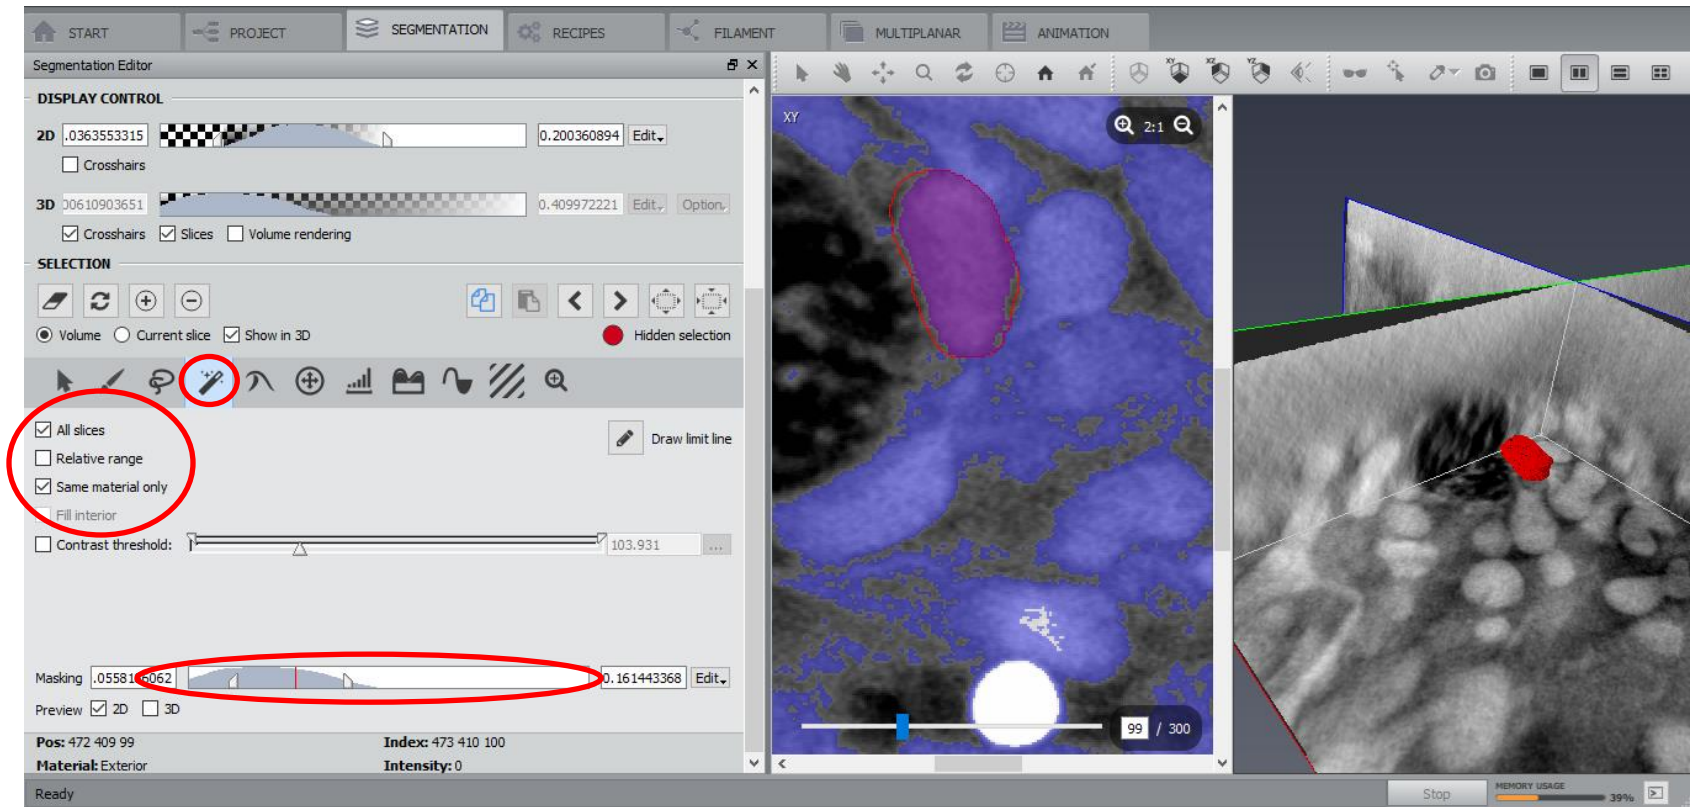 START PROJECT SEGMENTATION RECIPES FILAMENT MULTIPLANAR ANIMATION
Segmentation Editor
DISPLAY CONTROL
2D .0363553315 0.200360894 Edit
Crosshairs
3D 00610903651 0.409972221 Edit Option
Crosshairs Slices Volume rendering
SELECTION
Volume Current slice Show in 3D Hidden selection
All slices Draw limit line
Relative range
Same material only
Fill interior
Contrast threshold: 103.931 ...
Masking 0.161443368 Edit
Preview 2D 3D
Pos: 472 409 99 Index: 473 410 100
Material: Exterior Intensity: 0
XY XZ YZ
XY 2:1
99 / 300
Ready Stop MEMORY USAGE 39%